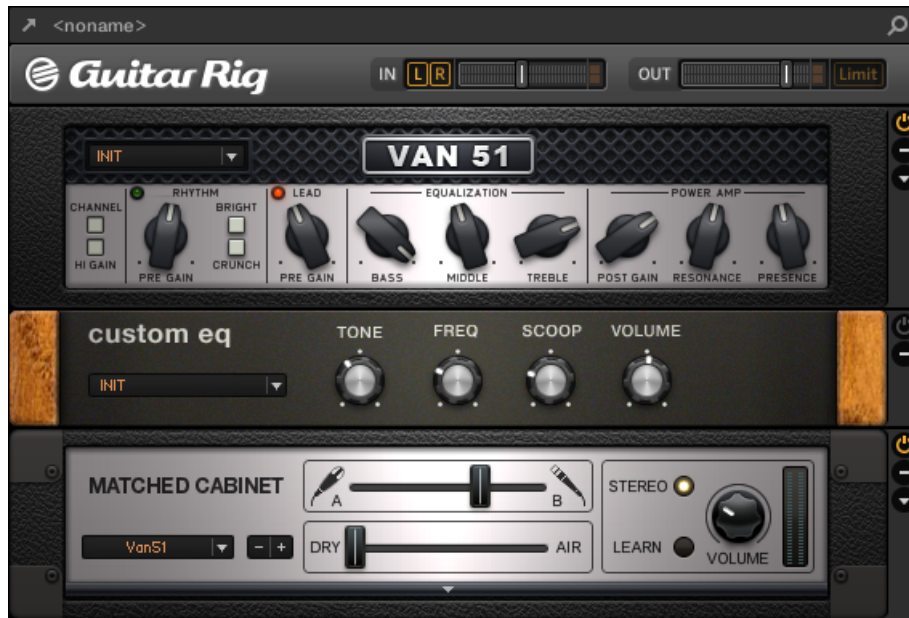 <noname>
Guitar Rig
IN L R
OUT Limit
INIT
VAN 51
RHYTHM LEAD EQUALIZATION POWER AMP
CHANNEL BRIGHT
HI GAIN PRE GAIN CRUNCH PRE GAIN BASS MIDDLE TREBLE POST GAIN RESONANCE PRESENCE
custom eq
TONE FREQ SCOOP VOLUME
INIT
MATCHED CABINET
A B
STEREO
Van51 - +
DRY AIR
LEARN
VOLUME